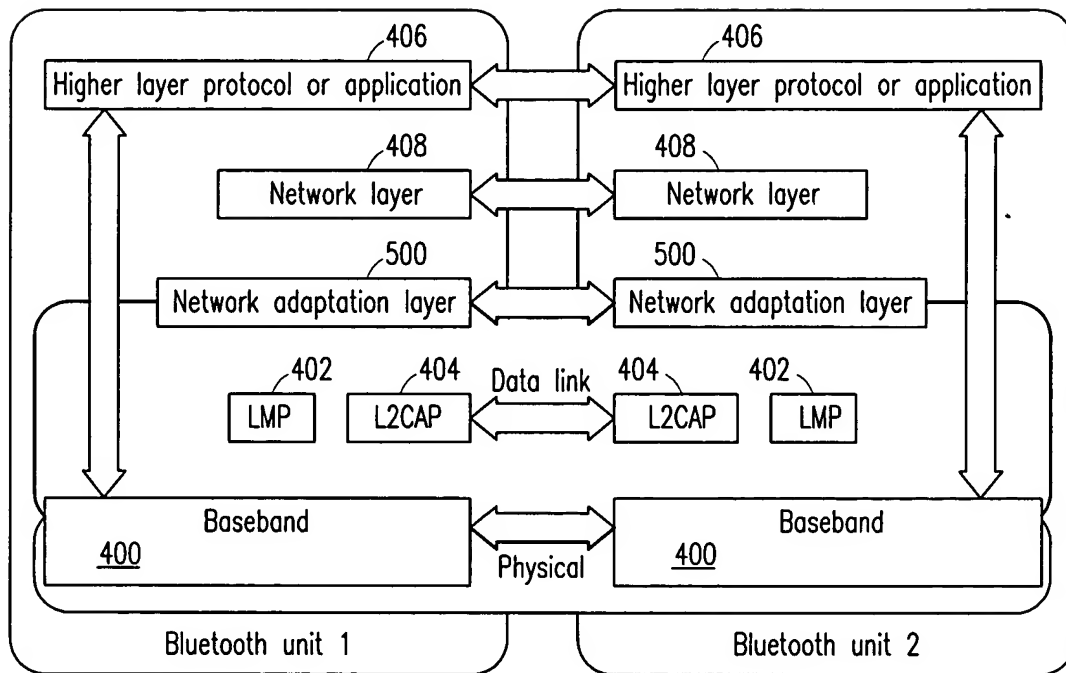 406 406
Higher layer protocol or application Higher layer protocol or application
408 408
Network layer Network layer
500 500
Network adaptation layer Network adaptation layer
402 404 Data link 404 402
LMP L2CAP L2CAP LMP
Baseband Baseband
400 Physical 400
Bluetooth unit 1 Bluetooth unit 2